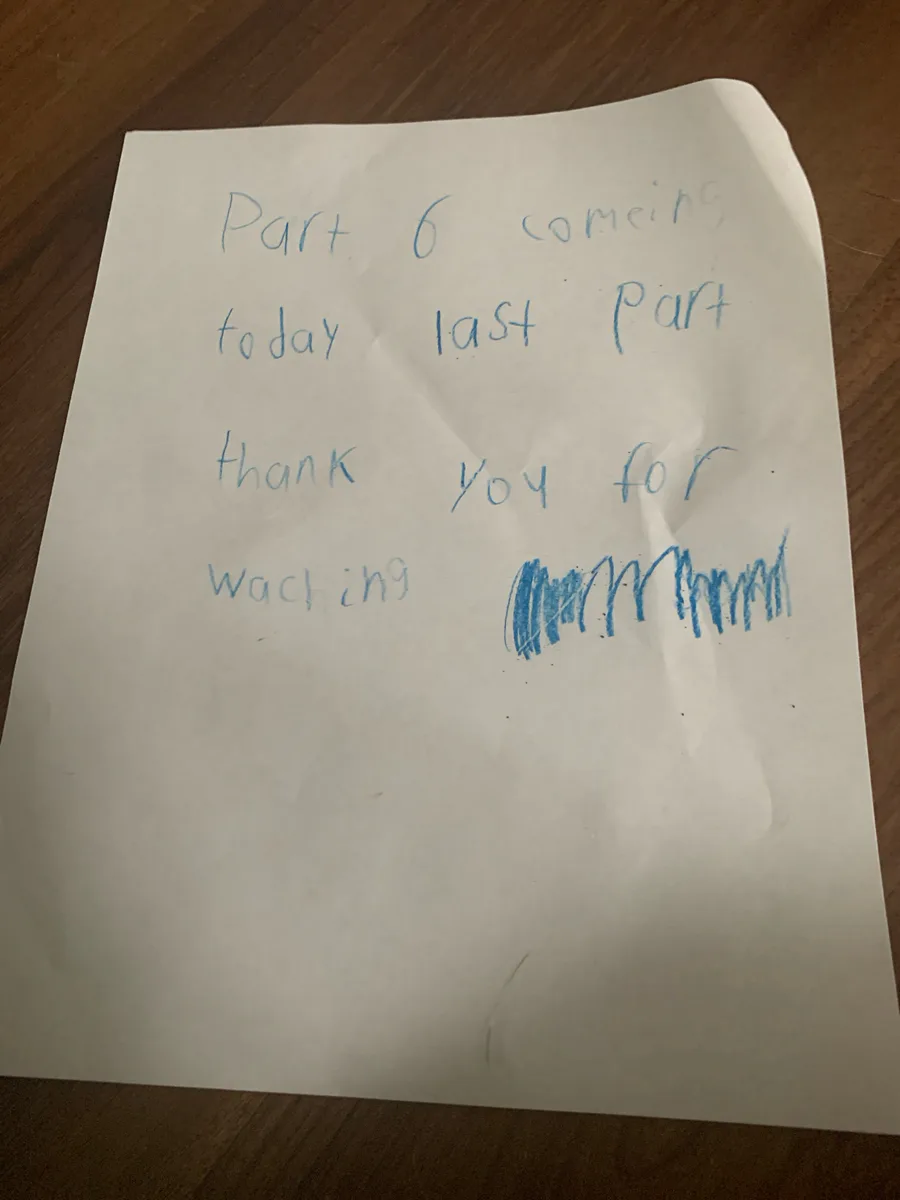 Part 6 comeing
today last part
thank you for
waching